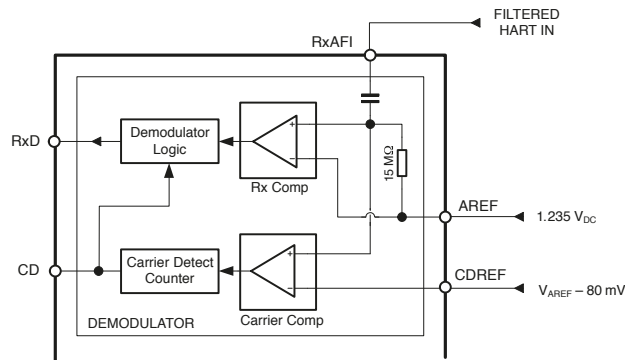 FILTERED
HART IN
RxAFI
RxD
Demodulator
Logic
+
−
Rx Comp
15 MΩ
AREF
1.235 V_DC
CD
Carrier Detect
Counter
+
−
Carrier Comp
CDREF
V_AREF – 80 mV
DEMODULATOR